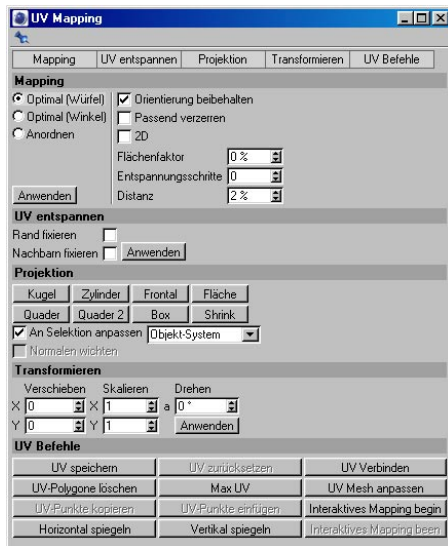 UV Mapping
Mapping UV entspannen Projektion Transformieren UV Befehle
Mapping
Optimal (Würfel) Orientierung beibehalten
Optimal (Winkel) Passend verzerren
Anordnen 2D
Flächenfaktor 0 %
Entspannungsschritte 0
Anwenden Distanz 2 %
UV entspannen
Rand fixieren
Nachbarn fixieren Anwenden
Projektion
Kugel Zylinder Frontal Fläche
Quader Quader 2 Box Shrink
An Selektion anpassen Objekt-System
Normalen wichten
Transformieren
Verschieben Skalieren Drehen
X 0 X 1 a 0 °
Y 0 Y 1 Anwenden
UV Befehle
UV speichern UV zurücksetzen UV Verbinden
UV-Polygone löschen Max UV UV Mesh anpassen
UV-Punkte kopieren UV-Punkte einfügen Interaktives Mapping begin
Horizontal spiegeln Vertikal spiegeln Interaktives Mapping been